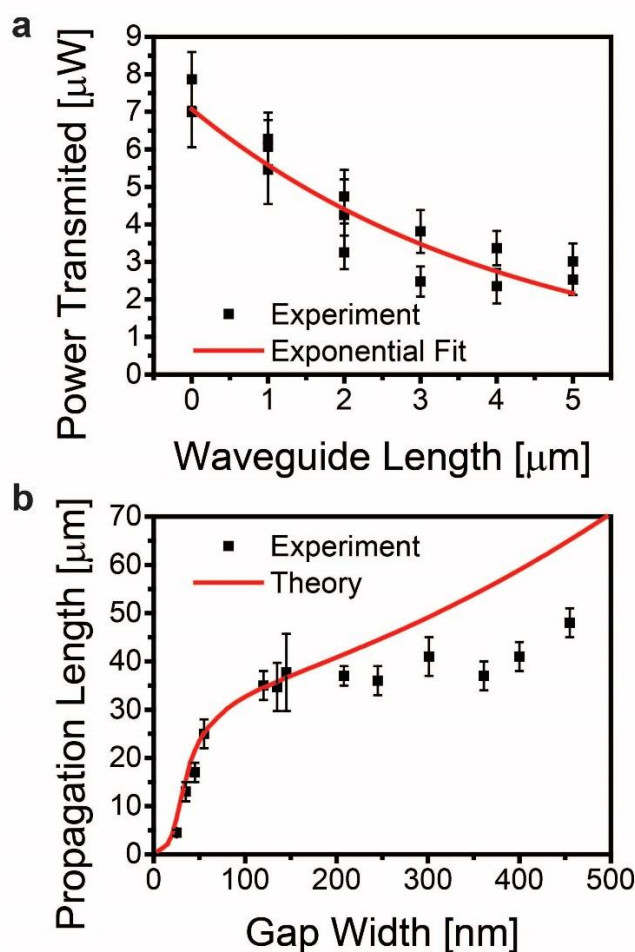 a
Power Transmited [μW]
9
8
7
6
5
4
3
2
1
0
Experiment
Exponential Fit
0 1 2 3 4 5
Waveguide Length [μm]
b
Propagation Length [μm]
70
60
50
40
30
20
10
0
Experiment
Theory
0 100 200 300 400 500
Gap Width [nm]